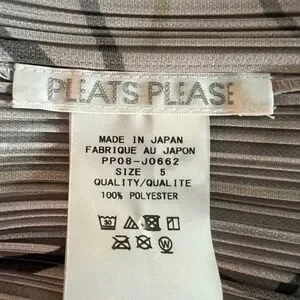 PLEATS PLEASE
MADE IN JAPAN
FABRIQUE AU JAPON
PP08-J0662
SIZE 5
QUALITY/QUALITE
100% POLYESTER